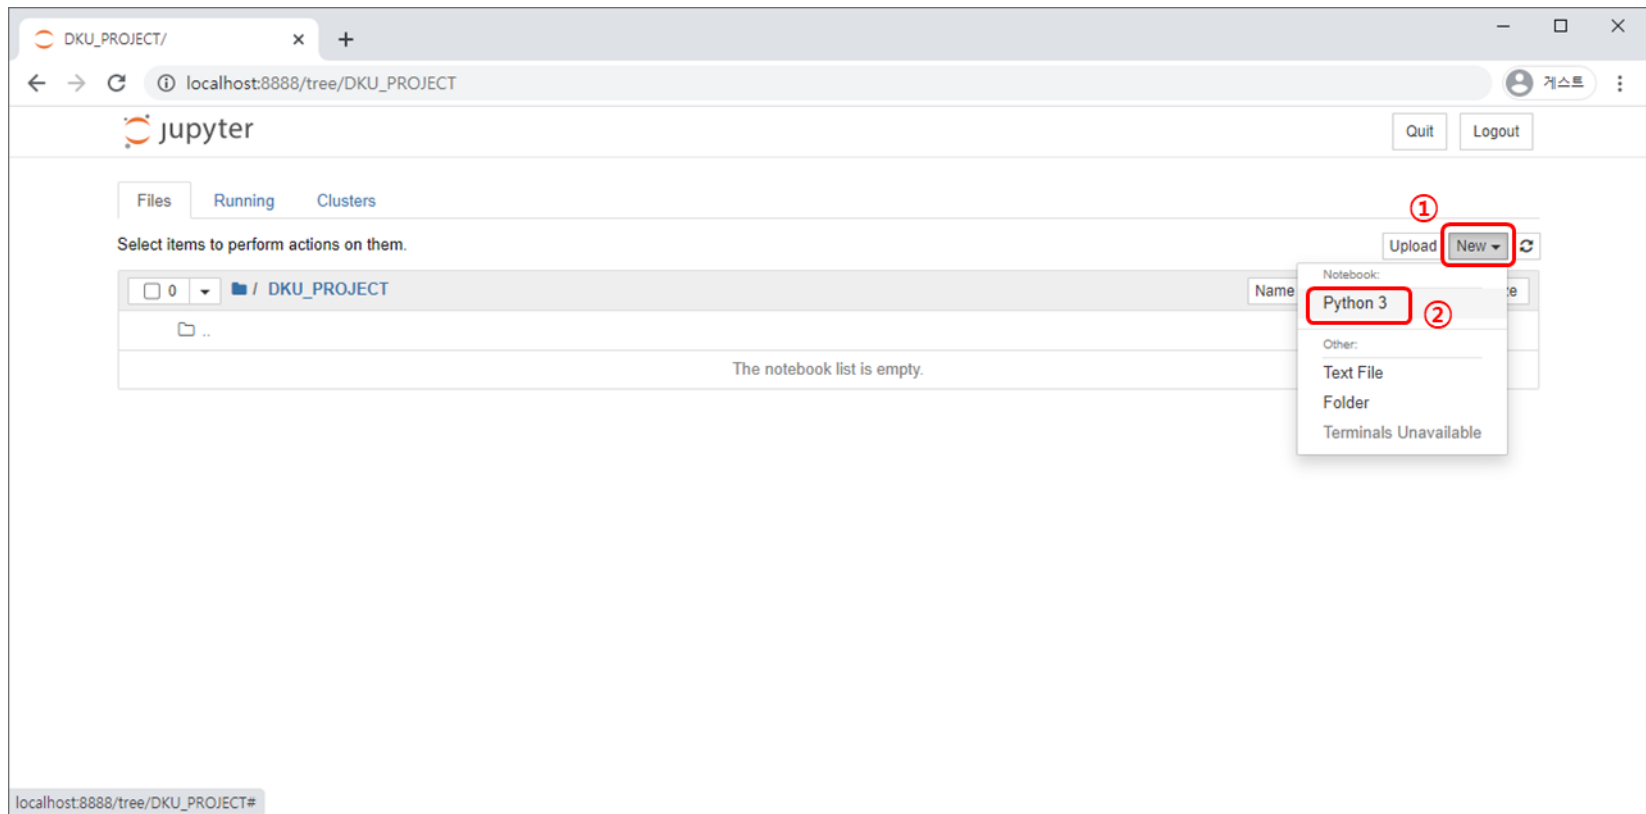 DKU_PROJECT/
localhost:8888/tree/DKU_PROJECT
게스트
jupyter
Quit
Logout
Files
Running
Clusters
①
Select items to perform actions on them.
Upload
New
0
/ DKU_PROJECT
Name
Notebook:
Python 3
②
..
The notebook list is empty.
Other:
Text File
Folder
Terminals Unavailable
localhost:8888/tree/DKU_PROJECT#